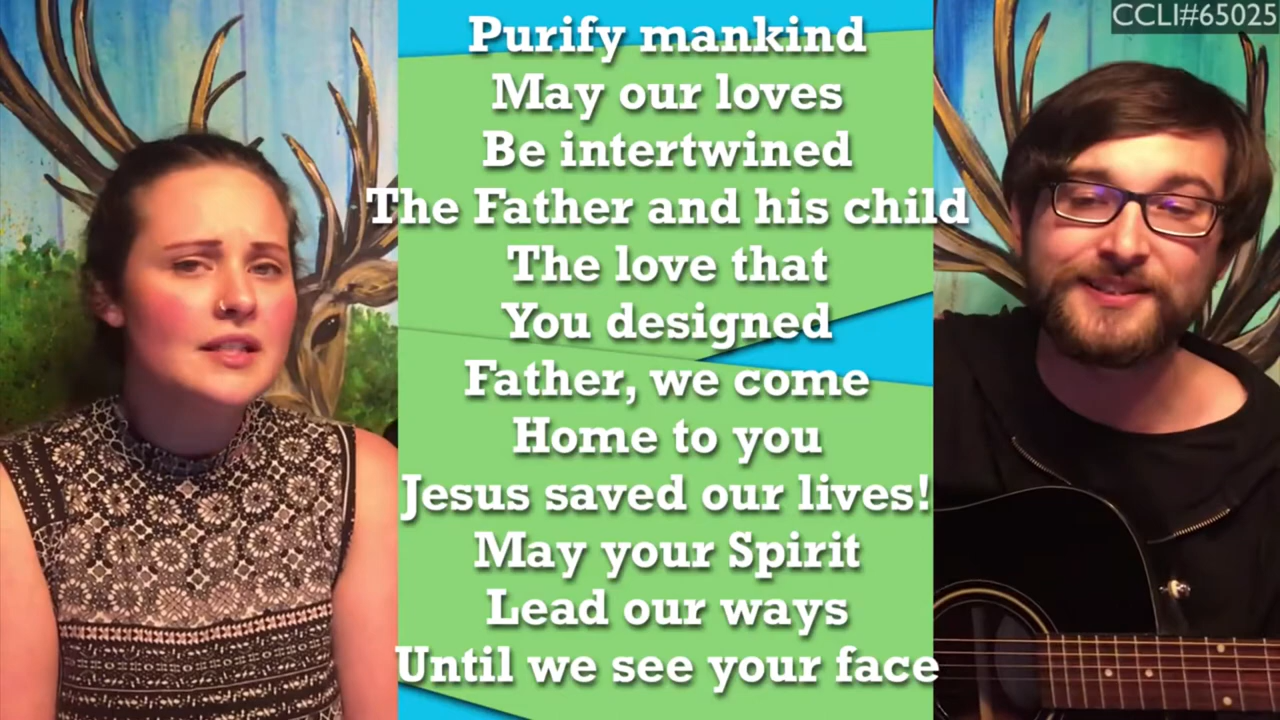 CCLI#65025
Purify mankind
May our loves
Be intertwined
The Father and his child
The love that
You designed
Father, we come
Home to you
Jesus saved our lives!
May your Spirit
Lead our ways
Until we see your face